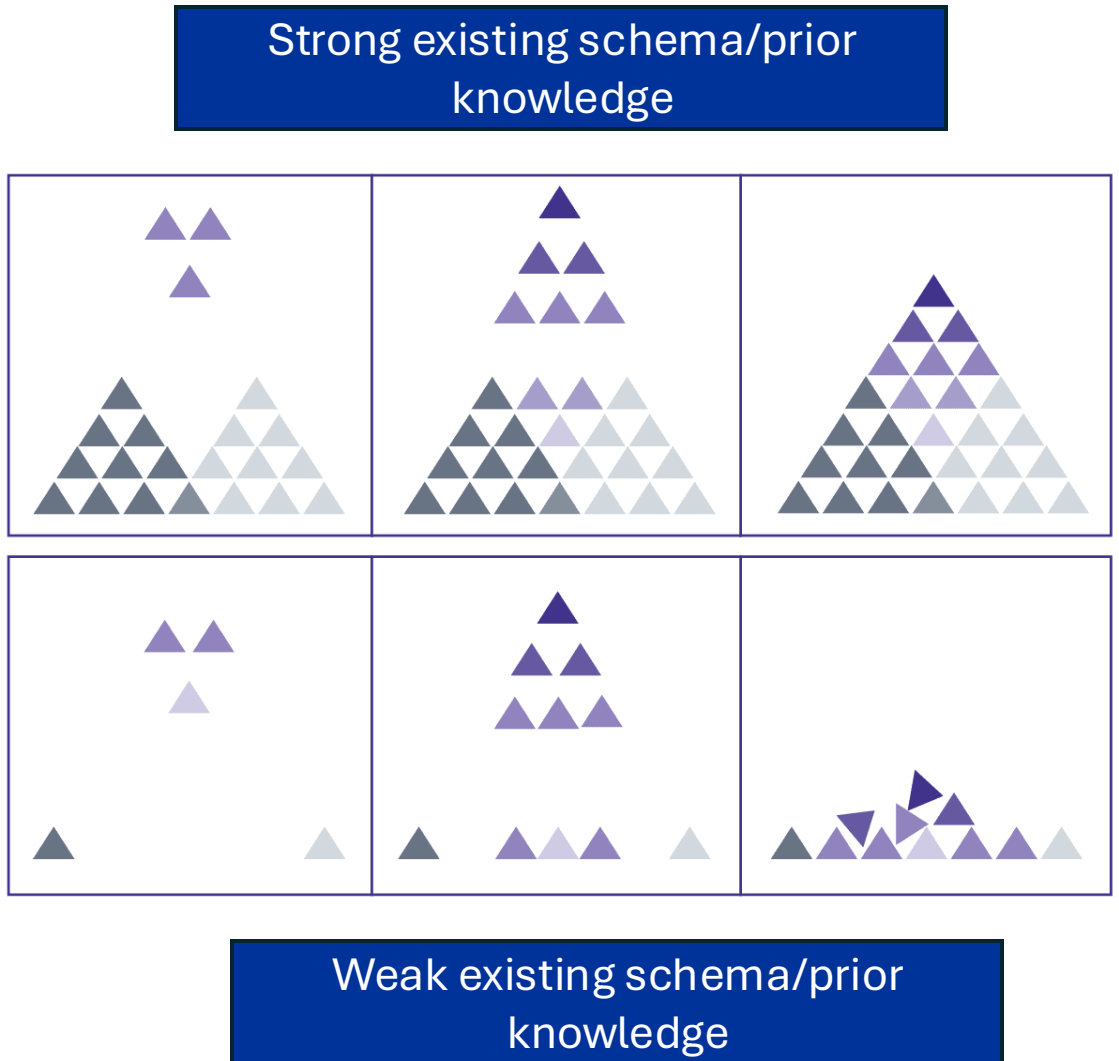 Strong existing schema/prior
knowledge
Weak existing schema/prior
knowledge